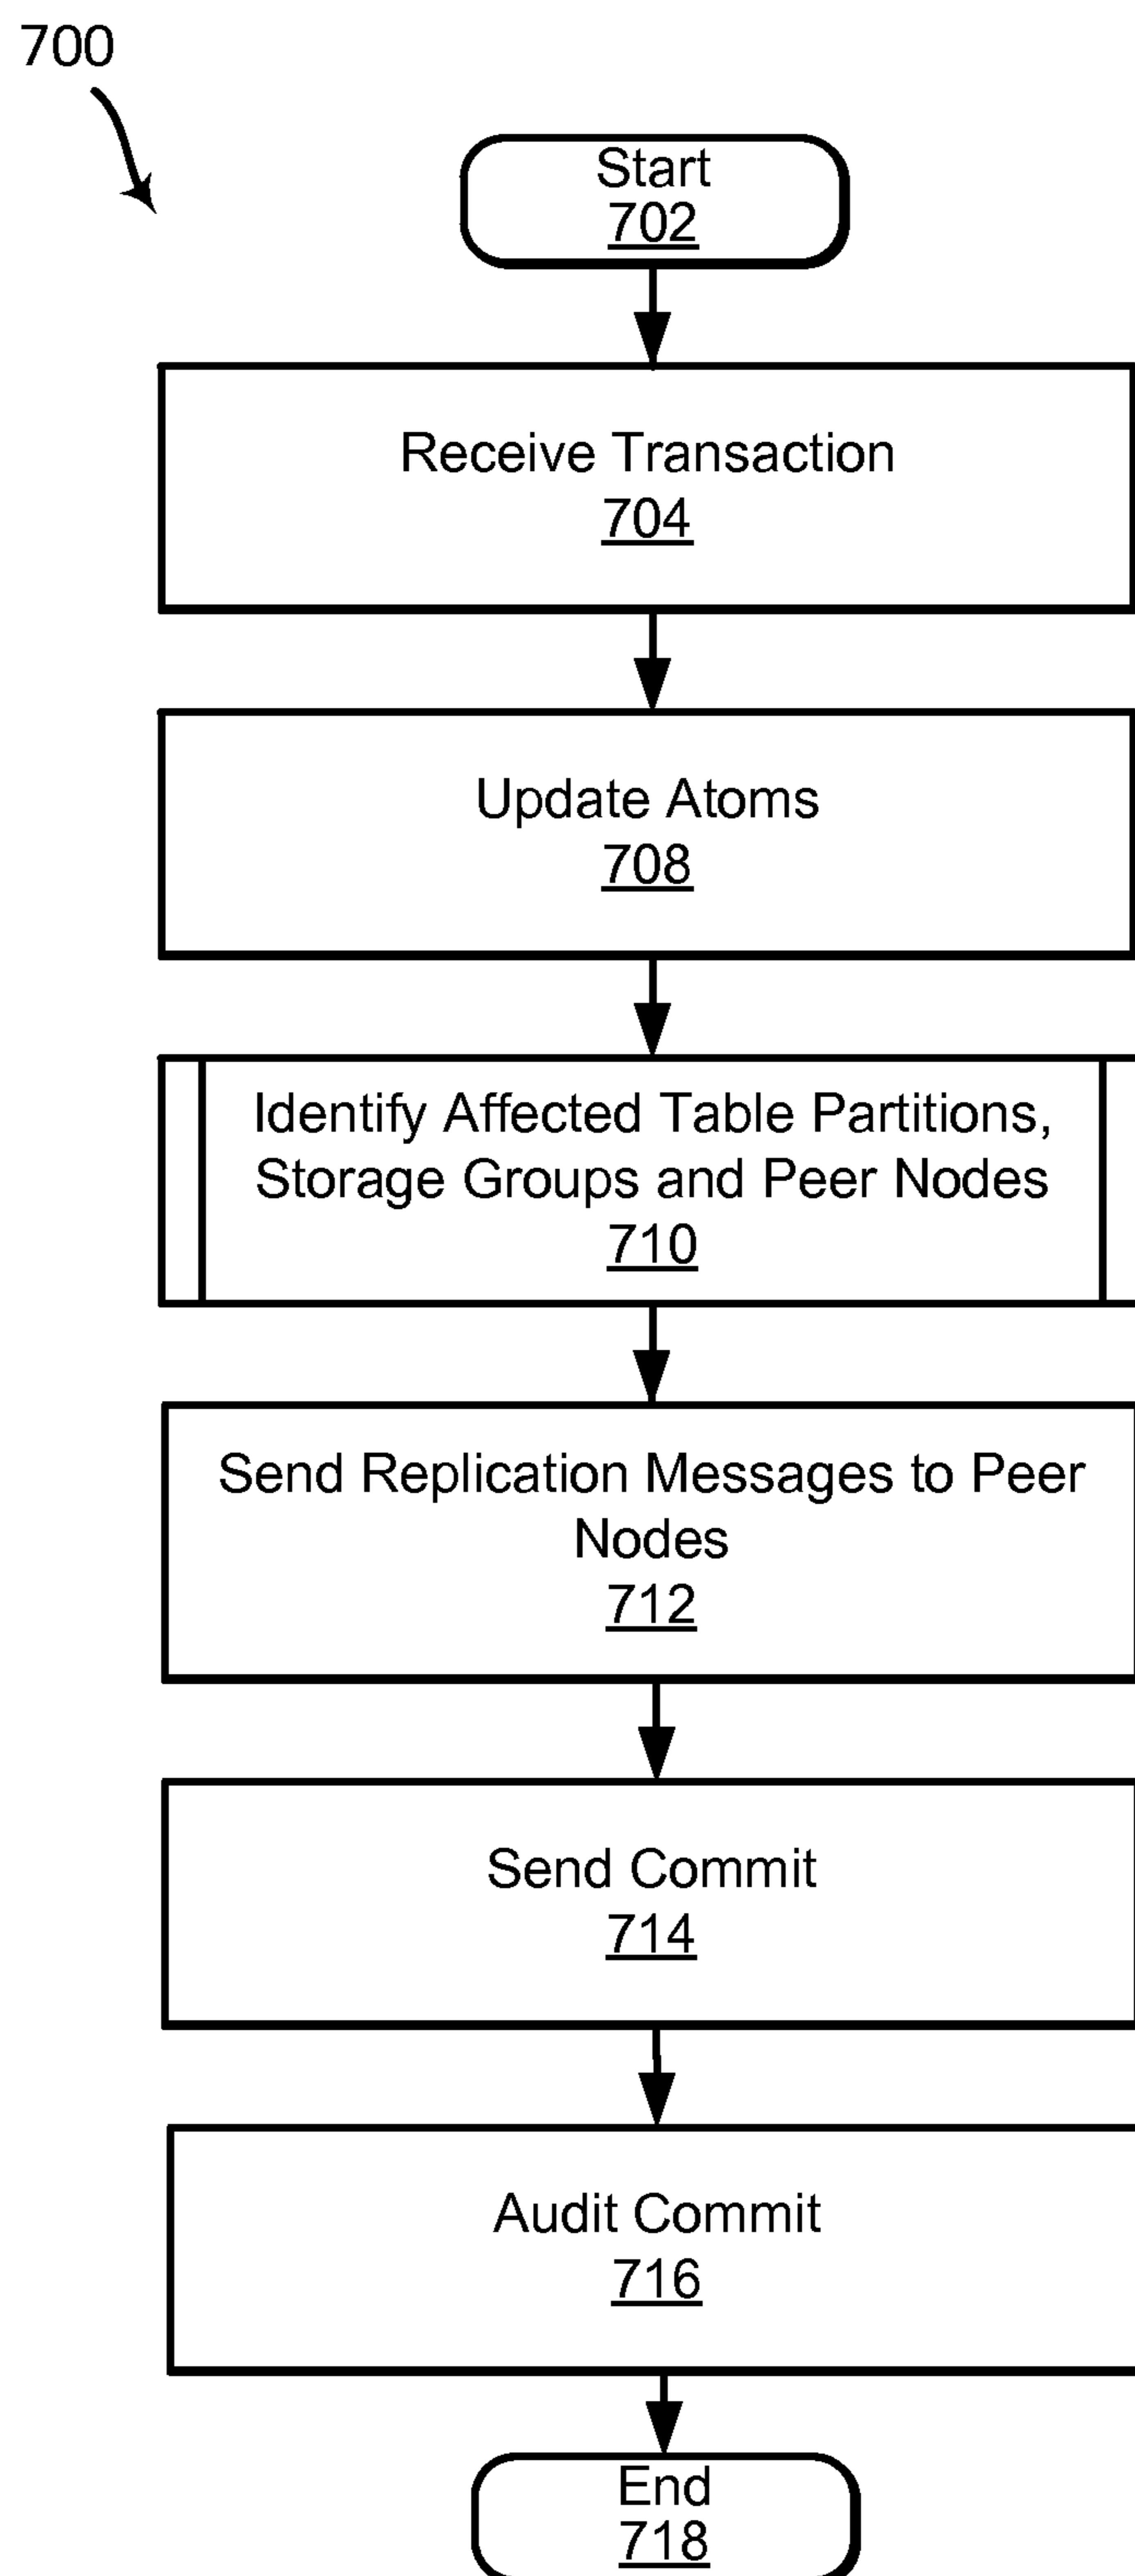 700
Start
702
Receive Transaction
704
Update Atoms
708
Identify Affected Table Partitions,
Storage Groups and Peer Nodes
710
Send Replication Messages to Peer
Nodes
712
Send Commit
714
Audit Commit
716
End
718